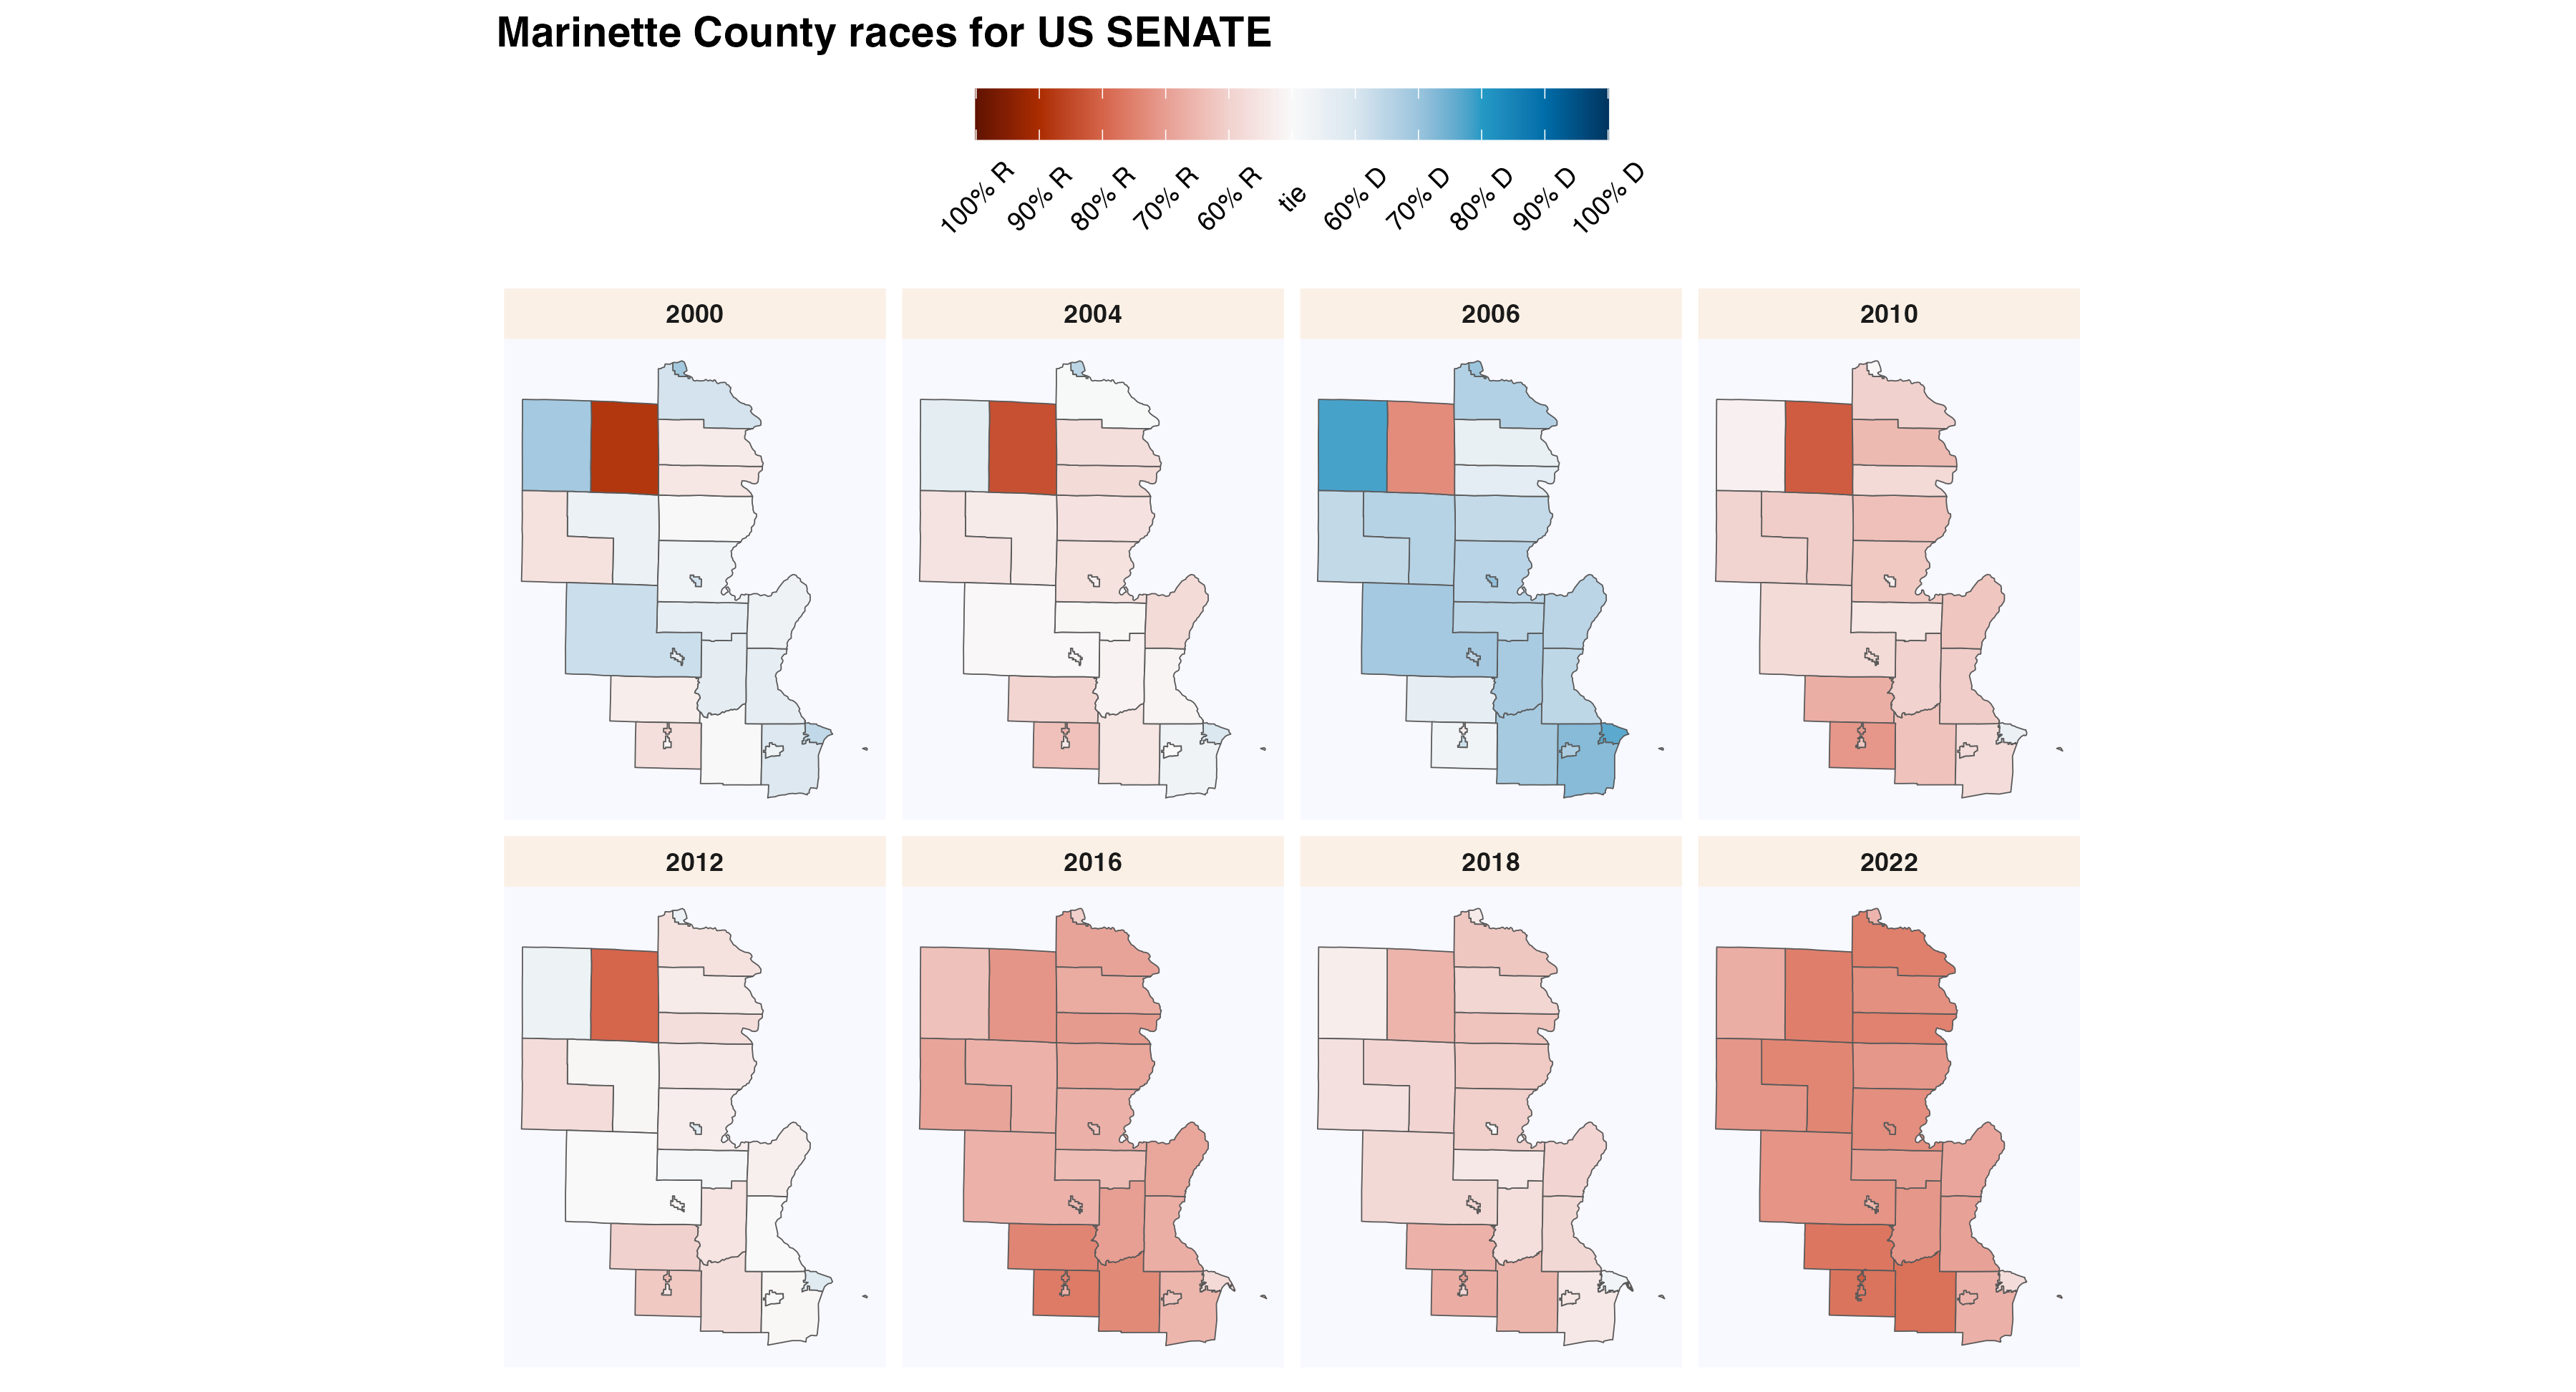 Marinette County races for US SENATE
100% R 90% R 80% R 70% R 60% R tie 60% D 70% D 80% D 90% D 100% D
2000 2004 2006 2010
2012 2016 2018 2022